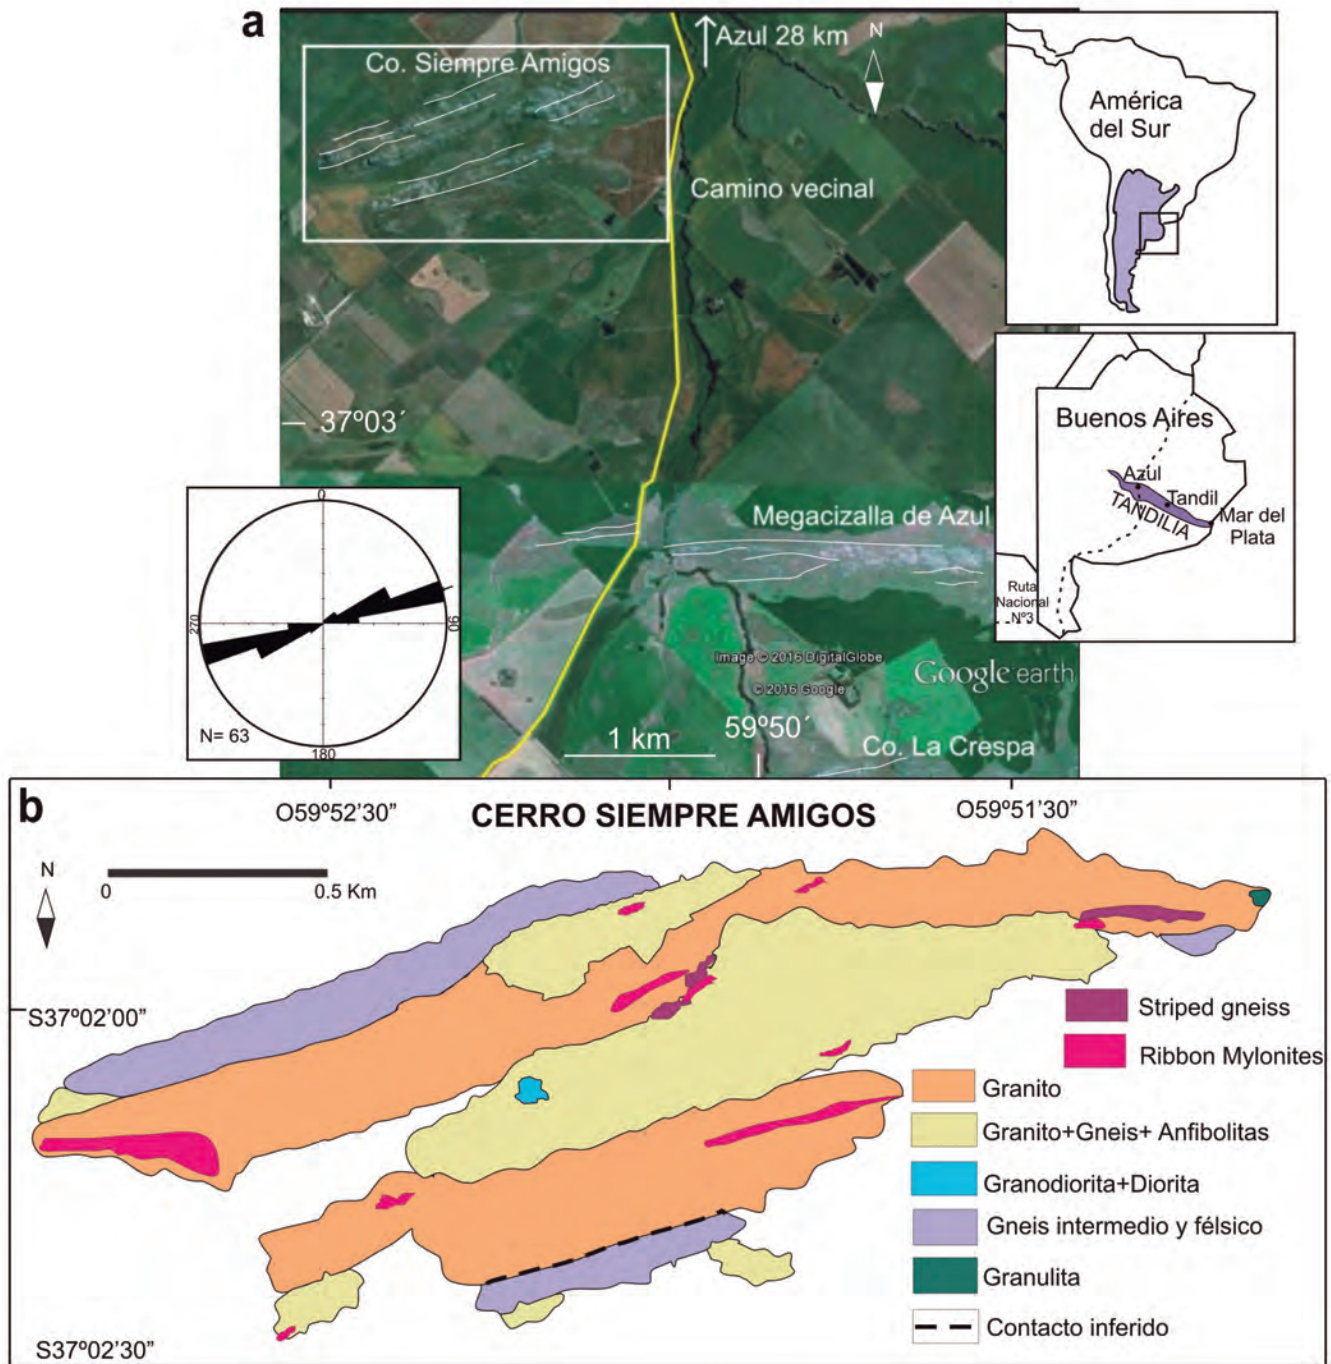 a
Azul 28 km
N
Co. Siempre Amigos
Camino vecinal
37º03´
Megacizalla de Azul
Image © 2016 DigitalGlobe
© 2016 Google
Google earth
59º50´
1 km
Co. La Crespa
América
del Sur
Buenos Aires
Azul
Tandil
TANDILIA
Mar del
Plata
Ruta
Nacional
Nº3
0
270
90
180
N= 63
b
O59º52'30”
CERRO SIEMPRE AMIGOS
O59º51'30”
N
0
0.5 Km
S37º02'00”
S37º02'30”
Striped gneiss
Ribbon Mylonites
Granito
Granito+Gneis+ Anfibolitas
Granodiorita+Diorita
Gneis intermedio y félsico
Granulita
Contacto inferido